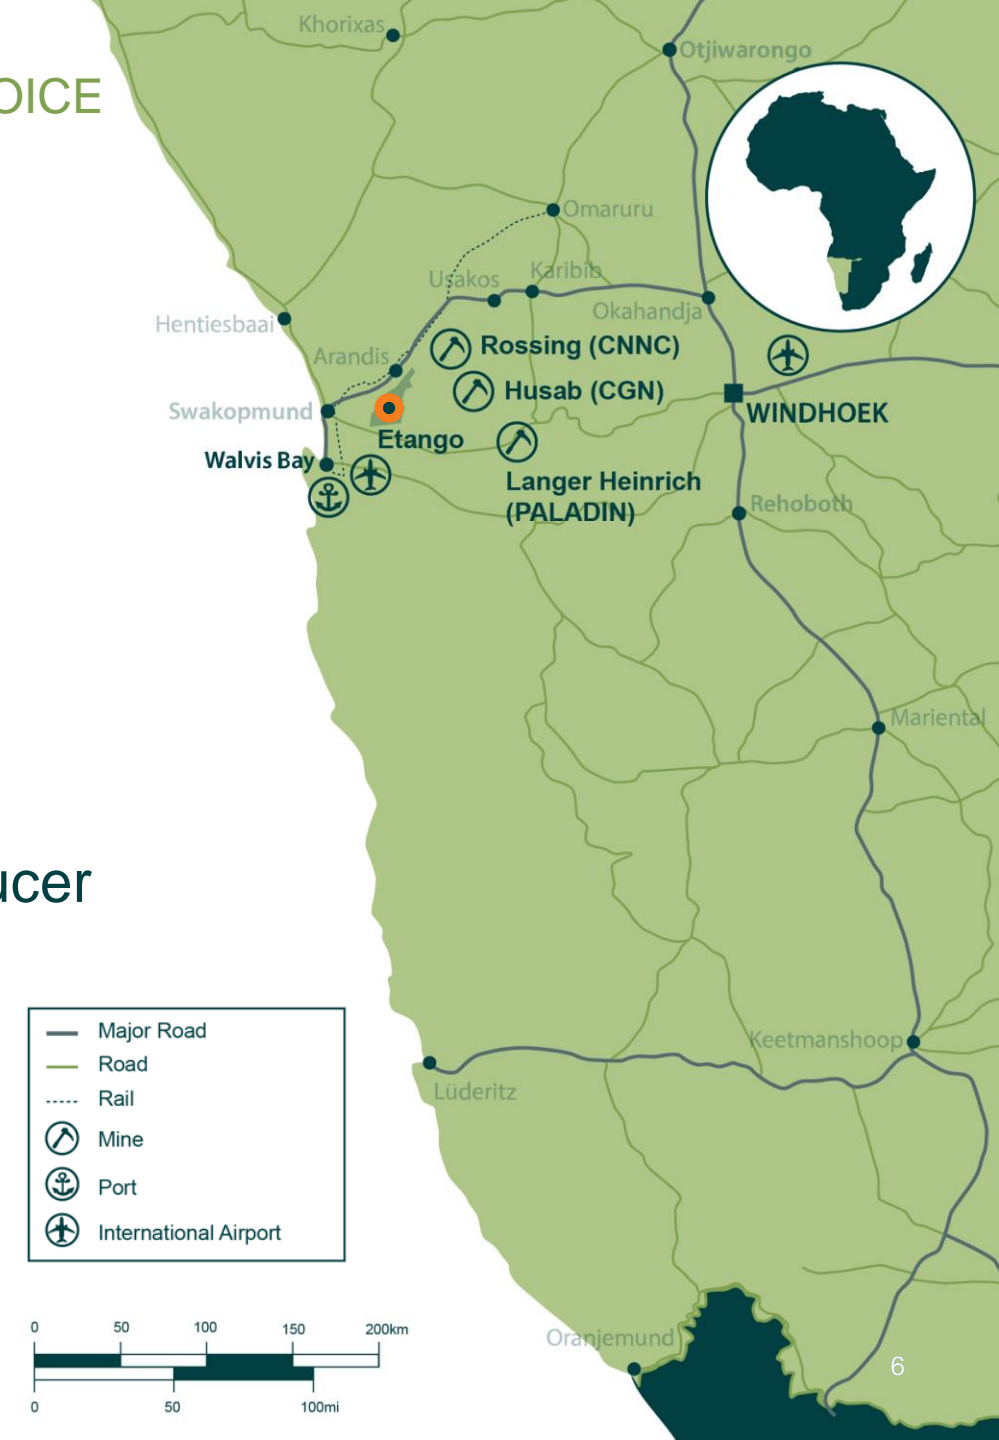 Khorixas
Otjiwarongo
OICE
Omaruru
Usakos
Karibib
Okahandja
Hentiesbaai
Arandis
Rossing (CNNC)
Husab (CGN)
Swakopmund
WINDHOEK
Etango
Walvis Bay
Langer Heinrich
(PALADIN)
Rehoboth
Mariental
ucer
Keetmanshoop
Lüderitz
Major Road
Road
Rail
Mine
Port
International Airport
0 50 100 150 200km
0 50 100mi
Oranjemund
6